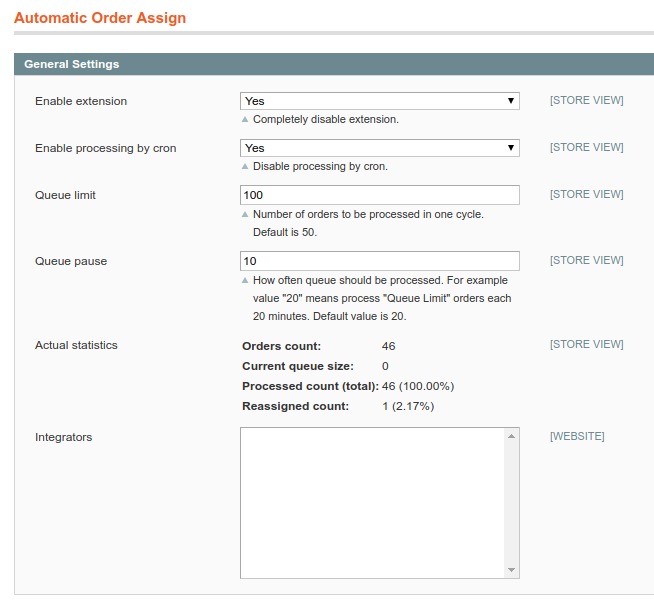 Automatic Order Assign
General Settings
Enable extension
Yes
[STORE VIEW]
Completely disable extension.
Enable processing by cron
Yes
[STORE VIEW]
Disable processing by cron.
Queue limit
100
[STORE VIEW]
Number of orders to be processed in one cycle.
Default is 50.
Queue pause
10
[STORE VIEW]
How often queue should be processed. For example
value "20" means process "Queue Limit" orders each
20 minutes. Default value is 20.
Actual statistics
Orders count: 46
[STORE VIEW]
Current queue size: 0
Processed count (total): 46 (100.00%)
Reassigned count: 1 (2.17%)
Integrators
[WEBSITE]